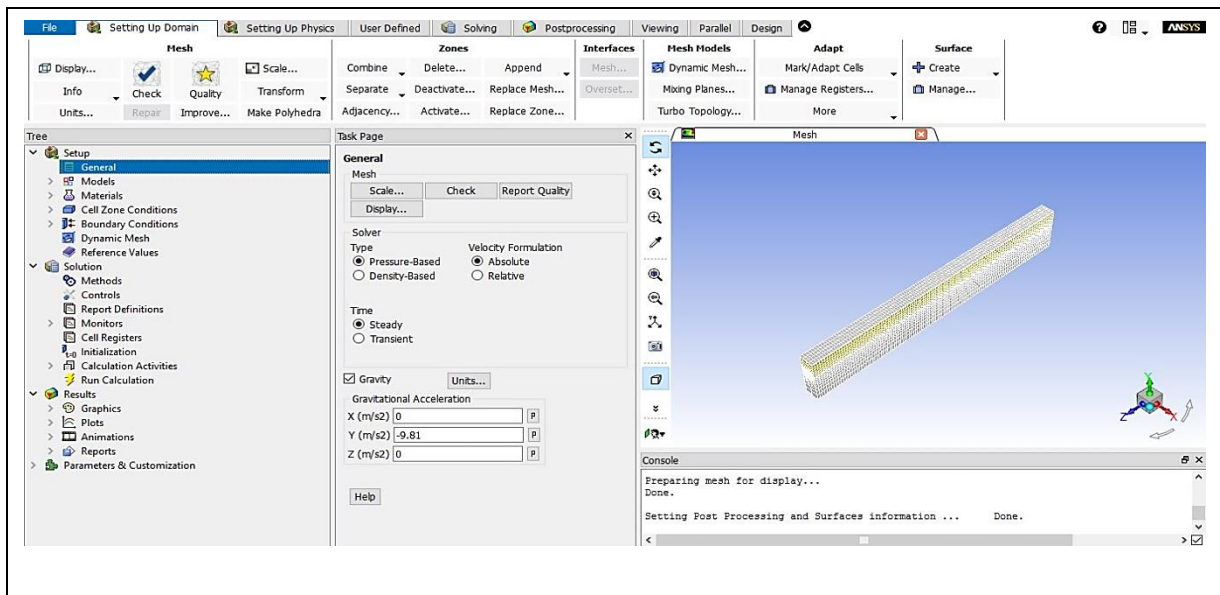 File Setting Up Domain Setting Up Physics User Defined Solving Postprocessing Viewing Parallel Design ANSYS
Mesh Zones Interfaces Mesh Models Adapt Surface
Display... Scale... Combine Delete... Append Mesh... Dynamic Mesh... Mark/Adapt Cells Create
Info Check Quality Transform Separate Deactivate... Replace Mesh... Overset... Mixing Planes... Manage Registers... Manage...
Units... Repair Improve... Make Polyhedra Adjacency... Activate... Replace Zone... Turbo Topology... More
Tree
Setup
General
Models
Materials
Cell Zone Conditions
Boundary Conditions
Dynamic Mesh
Reference Values
Solution
Methods
Controls
Report Definitions
Monitors
Cell Registers
t=0 Initialization
Calculation Activities
Run Calculation
Results
Graphics
Plots
Animations
Reports
Parameters & Customization
Task Page
General
Mesh
Scale... Check Report Quality
Display...
Solver
Type Velocity Formulation
Pressure-Based Absolute
Density-Based Relative
Time
Steady
Transient
Gravity Units...
Gravitational Acceleration
X (m/s2) 0 P
Y (m/s2) -9.81 P
Z (m/s2) 0 P
Help
Mesh
Y
Z X
Console
Preparing mesh for display...
Done.
Setting Post Processing and Surfaces information ... Done.